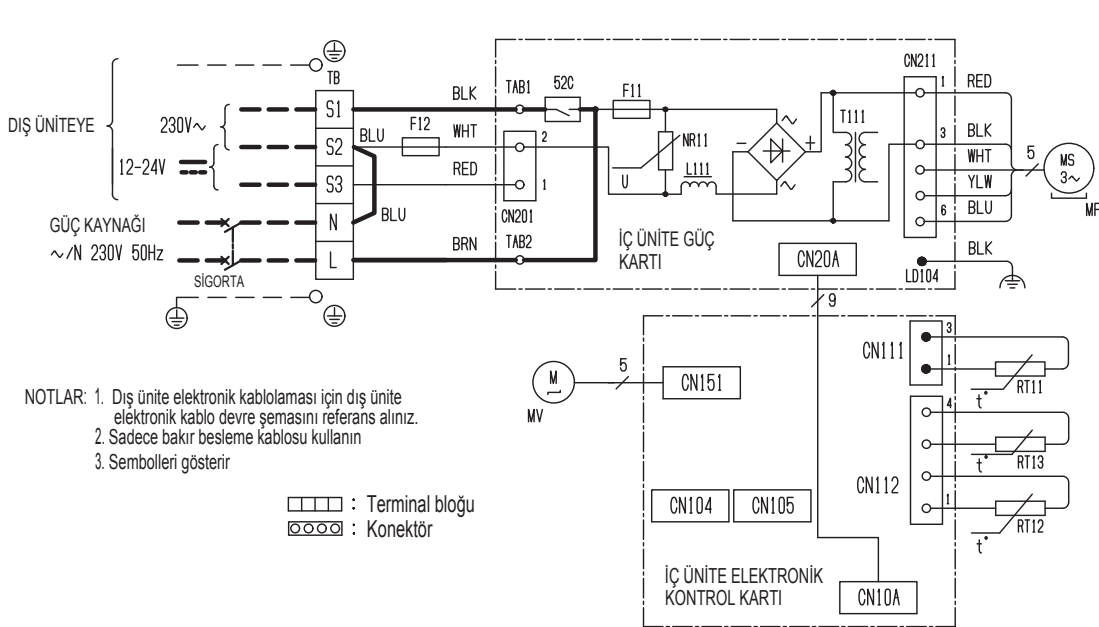 DIŞ ÜNİTEYE
230V～
12-24V
GÜÇ KAYNAĞI
～/N 230V 50Hz
SİGORTA
TB
S1
S2
S3
N
L
BLK
BLU
F12
WHT
RED
BLU
BRN
TAB1
52C
2
1
CN201
TAB2
F11
NR11
U
L111
～
－
+
～
T111
İÇ ÜNİTE GÜÇ
KARTI
CN20A
CN211
1
3
6
LD104
RED
BLK
WHT
YLW
BLU
BLK
5
MS
3～
MF
9
M
MV
5
CN151
CN104
CN105
CN111
3
1
CN112
4
1
t°
RT11
t°
RT13
t°
RT12
İÇ ÜNİTE ELEKTRONİK
KONTROL KARTI
CN10A
NOTLAR: 1. Dış ünite elektronik kablolaması için dış ünite
elektronik kablo devre şemasını referans alınız.
2. Sadece bakır besleme kablosu kullanın
3. Sembolleri gösterir
: Terminal bloğu
: Konektör